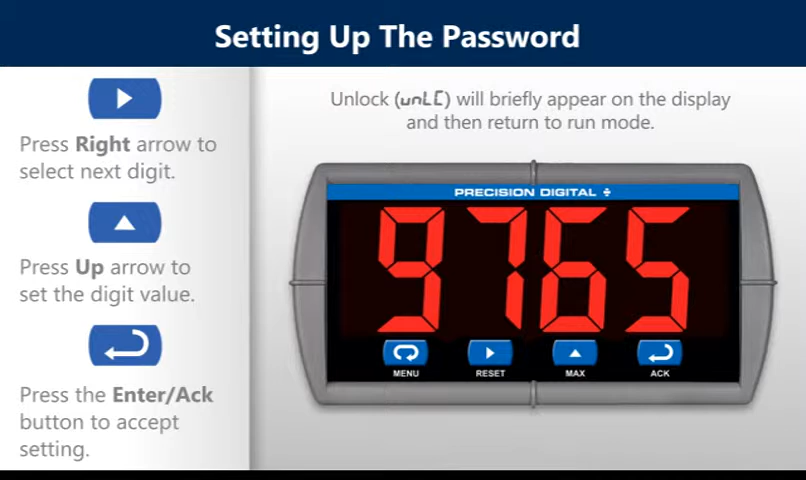 Setting Up The Password
Press Right arrow to
select next digit.
Press Up arrow to
set the digit value.
Press the Enter/Ack
button to accept
setting.
Unlock (unLC) will briefly appear on the display
and then return to run mode.
PRECISION DIGITAL
9765
MENU RESET MAX ACK